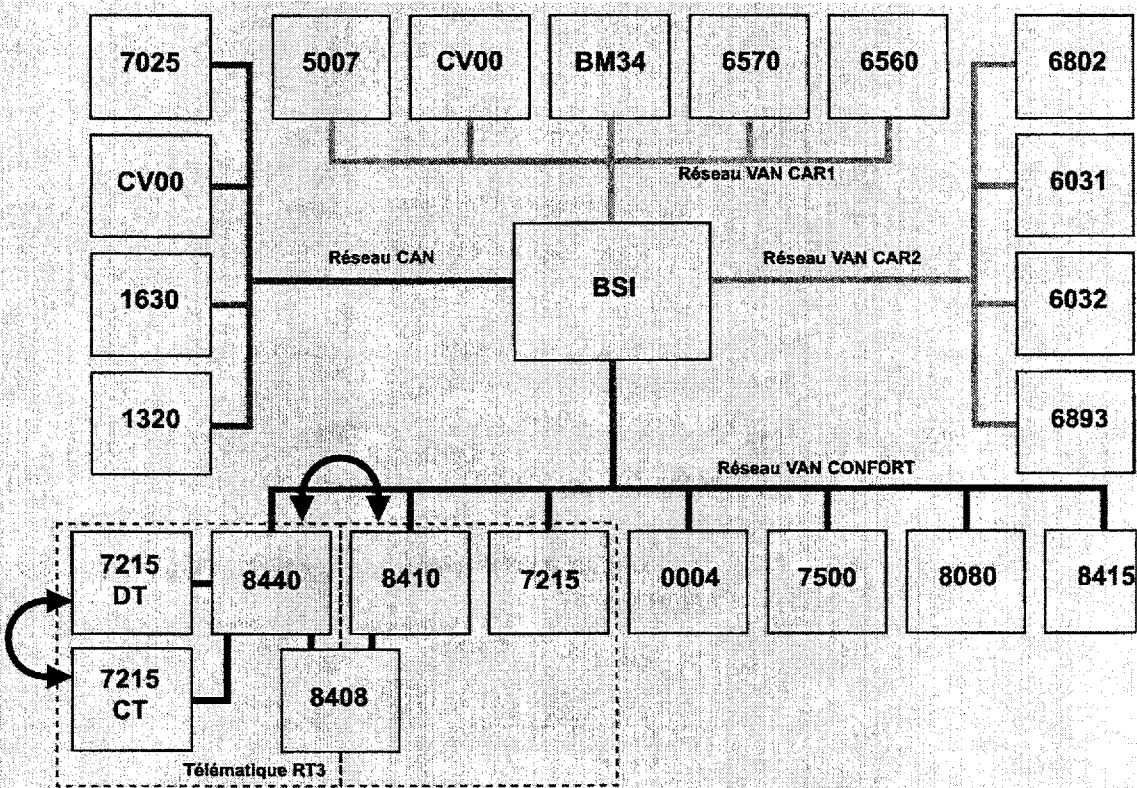 7025
5007
CV00
BM34
6570
6560
6802
CV00
Réseau VAN CAR1
6031
Réseau CAN
BSI
Réseau VAN CAR2
1630
6032
1320
6893
Réseau VAN CONFORT
7215
DT
8440
8410
7215
0004
7500
8080
8415
7215
CT
8408
Télématique RT3